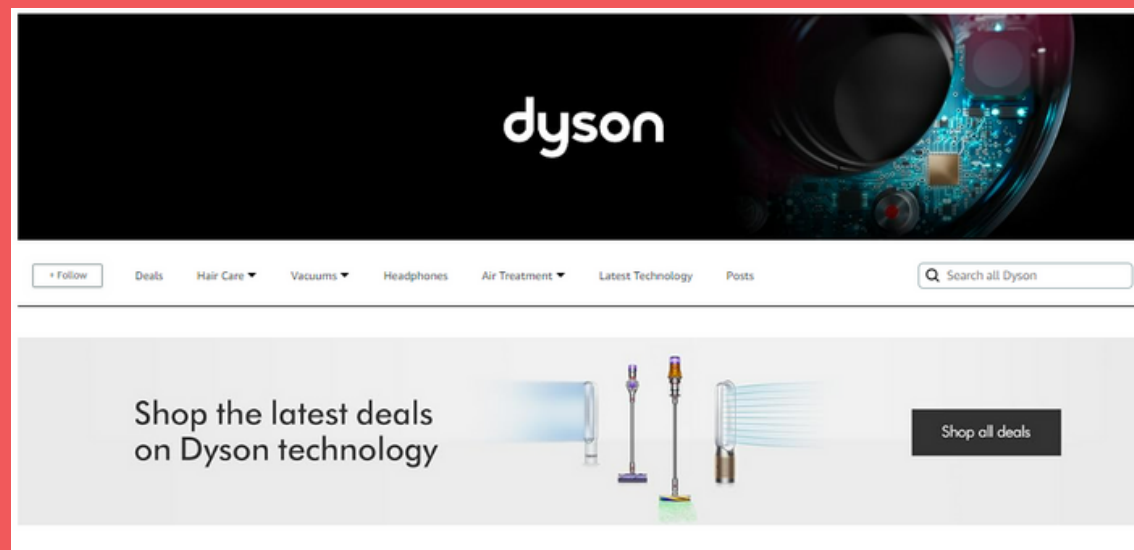 dyson
+ Follow
Deals
Hair Care
Vacuums
Headphones
Air Treatment
Latest Technology
Posts
Search all Dyson
Shop the latest deals
on Dyson technology
Shop all deals